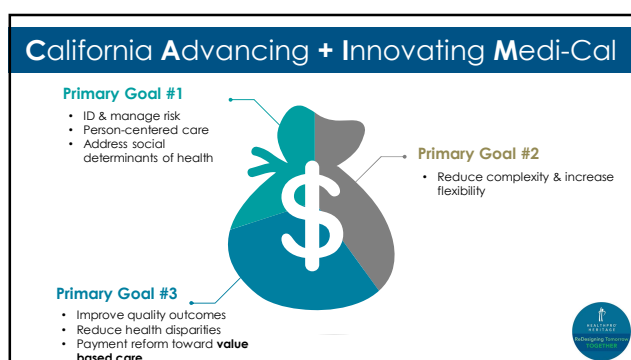 California Advancing + Innovating Medi-Cal
Primary Goal #1
• ID & manage risk
• Person-centered care
• Address social
determinants of health
$
Primary Goal #2
• Reduce complexity & increase
flexibility
Primary Goal #3
• Improve quality outcomes
• Reduce health disparities
• Payment reform toward value
based care
HEALTHPRO
HERITAGE
ReDesigning Tomorrow
TOGETHER